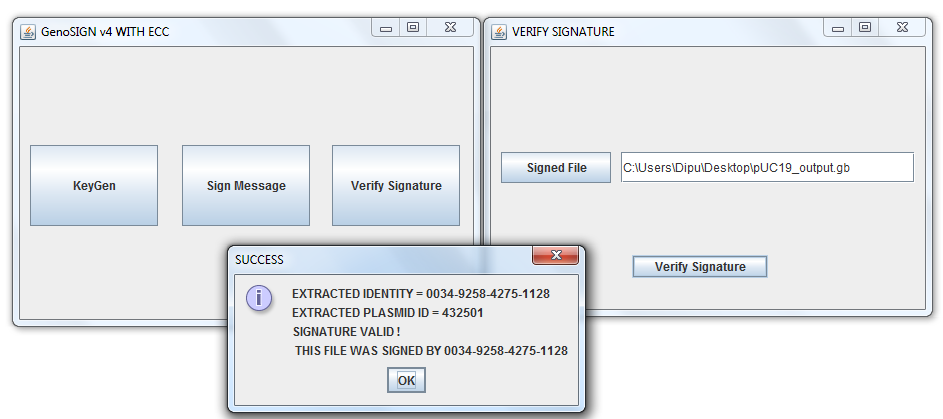 GenoSIGN v4 WITH ECC
KeyGen
Sign Message
Verify Signature
VERIFY SIGNATURE
Signed File
C:\Users\Dipu\Desktop\pUC19_output.gb
Verify Signature
SUCCESS
EXTRACTED IDENTITY = 0034-9258-4275-1128
EXTRACTED PLASMID ID = 432501
SIGNATURE VALID !
THIS FILE WAS SIGNED BY 0034-9258-4275-1128
OK